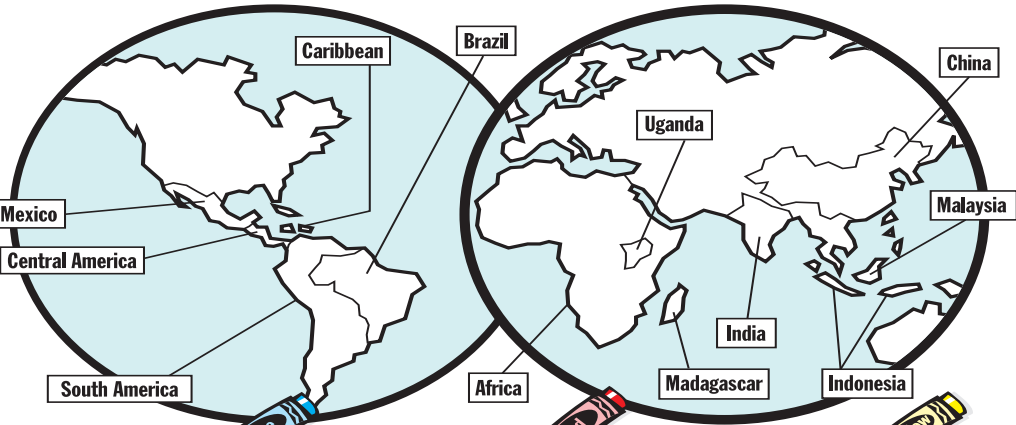 Caribbean
Brazil
China
Uganda
Mexico
Malaysia
Central America
India
South America
Africa
Madagascar
Indonesia